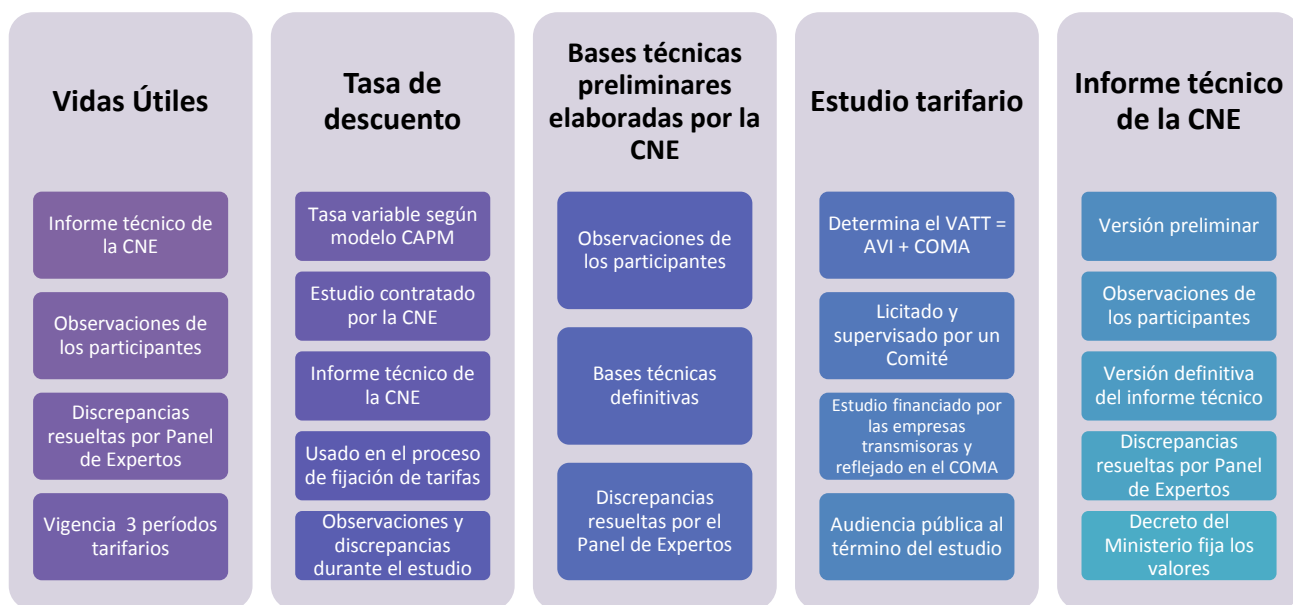 Vidas Útiles
Informe técnico de
la CNE
Observaciones de
los participantes
Discrepancias
resueltas por Panel
de Expertos
Vigencia 3 períodos
tarifarios
Tasa de
descuento
Tasa variable según
modelo CAPM
Estudio contratado
por la CNE
Informe técnico de
la CNE
Usado en el proceso
de fijación de tarifas
Observaciones y
discrepancias
durante el estudio
Bases técnicas
preliminares
elaboradas por la
CNE
Observaciones de
los participantes
Bases técnicas
definitivas
Discrepancias
resueltas por el
Panel de Expertos
Estudio tarifario
Determina el VATT =
AVI + COMA
Licitado y
supervisado por un
Comité
Estudio financiado por
las empresas
transmisoras y
reflejado en el COMA
Audiencia pública al
término del estudio
Informe técnico
de la CNE
Versión preliminar
Observaciones de
los participantes
Versión definitiva
del informe técnico
Discrepancias
resueltas por Panel
de Expertos
Decreto del
Ministerio fija los
valores